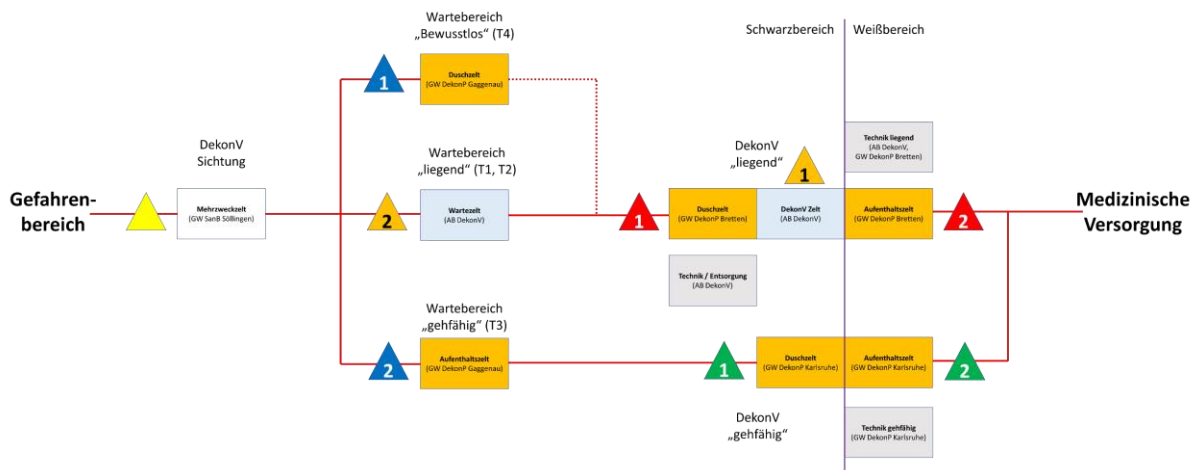 Wartebereich
„Bewusstlos“ (T4)
Schwarzbereich
Weißbereich
1
Duschzelt
(GW DekonP Gaggenau)
DekonV
Sichtung
Wartebereich
„liegend“ (T1, T2)
DekonV
„liegend“
1
Technik liegend
(AB DekonV,
GW DekonP Bretten)
Gefahren-
bereich
Mehrzweckzelt
(GW SanB Söllingen)
2
Wartezelt
(AB DekonV)
1
Duschzelt
(GW DekonP Bretten)
DekonV Zelt
(AB DekonV)
Aufenthaltszelt
(GW DekonP Bretten)
2
Medizinische
Versorgung
Technik / Entsorgung
(AB DekonV)
Wartebereich
„gehfähig“ (T3)
2
Aufenthaltszelt
(GW DekonP Gaggenau)
1
Duschzelt
(GW DekonP Karlsruhe)
Aufenthaltszelt
(GW DekonP Karlsruhe)
2
DekonV
„gehfähig“
Technik gehfähig
(GW DekonP Karlsruhe)